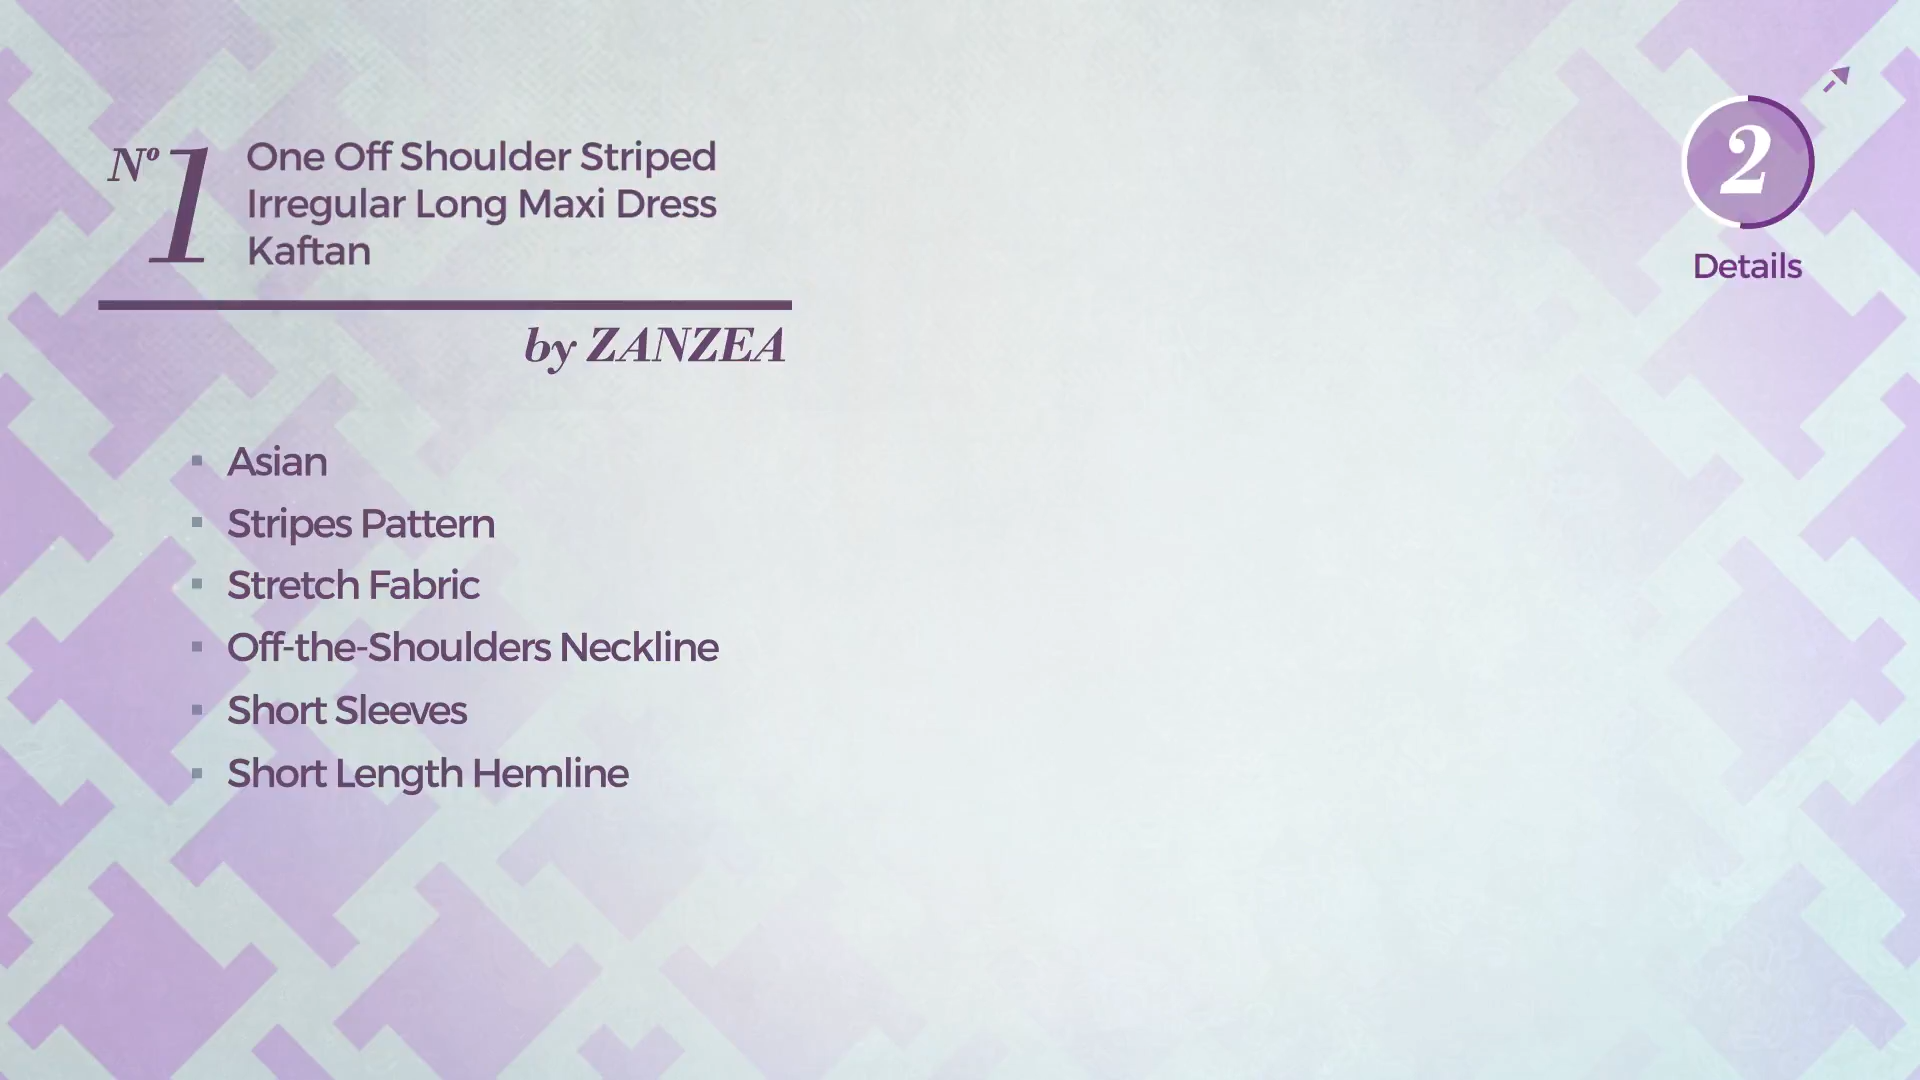 Nº 1
One Off Shoulder Striped
Irregular Long Maxi Dress
Kaftan
by ZANZEA
2
Details
▪ Asian
▪ Stripes Pattern
▪ Stretch Fabric
▪ Off-the-Shoulders Neckline
▪ Short Sleeves
▪ Short Length Hemline